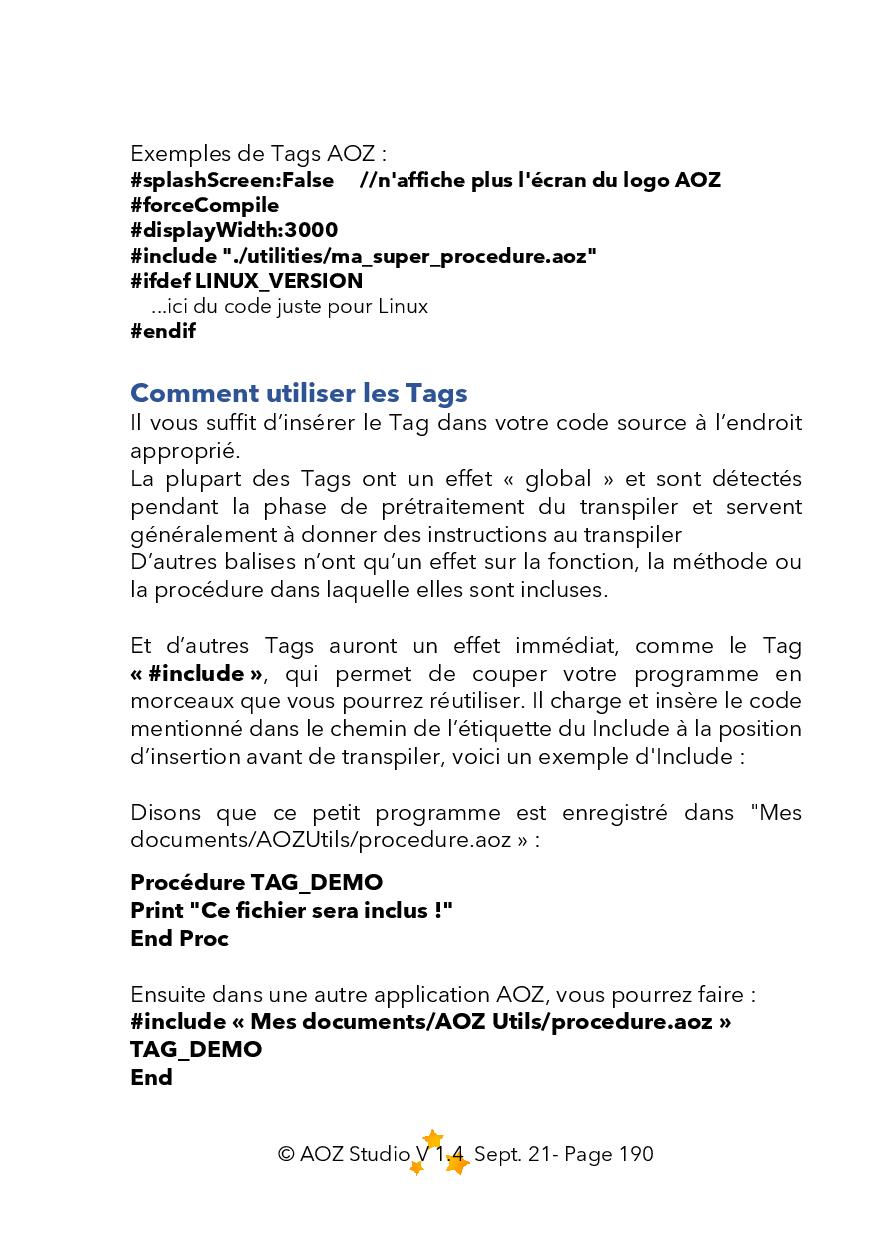 Exemples de Tags AOZ :
#splashScreen:False //n'affiche plus l'écran du logo AOZ
#forceCompile
#displayWidth:3000
#include "./utilities/ma_super_procedure.aoz"
#ifdef LINUX_VERSION
...ici du code juste pour Linux
#endif
Comment utiliser les Tags
Il vous suffit d’insérer le Tag dans votre code source à l’endroit
approprié.
La plupart des Tags ont un effet « global » et sont détectés
pendant la phase de prétraitement du transpiler et servent
généralement à donner des instructions au transpiler
D’autres balises n’ont qu’un effet sur la fonction, la méthode ou
la procédure dans laquelle elles sont incluses.
Et d’autres Tags auront un effet immédiat, comme le Tag
« #include », qui permet de couper votre programme en
morceaux que vous pourrez réutiliser. Il charge et insère le code
mentionné dans le chemin de l’étiquette du Include à la position
d’insertion avant de transpiler, voici un exemple d'Include :
Disons que ce petit programme est enregistré dans "Mes
documents/AOZUtils/procedure.aoz » :
Procédure TAG_DEMO
Print "Ce fichier sera inclus !"
End Proc
Ensuite dans une autre application AOZ, vous pourrez faire :
#include « Mes documents/AOZ Utils/procedure.aoz »
TAG_DEMO
End
© AOZ Studio V 1.4 Sept. 21- Page 190